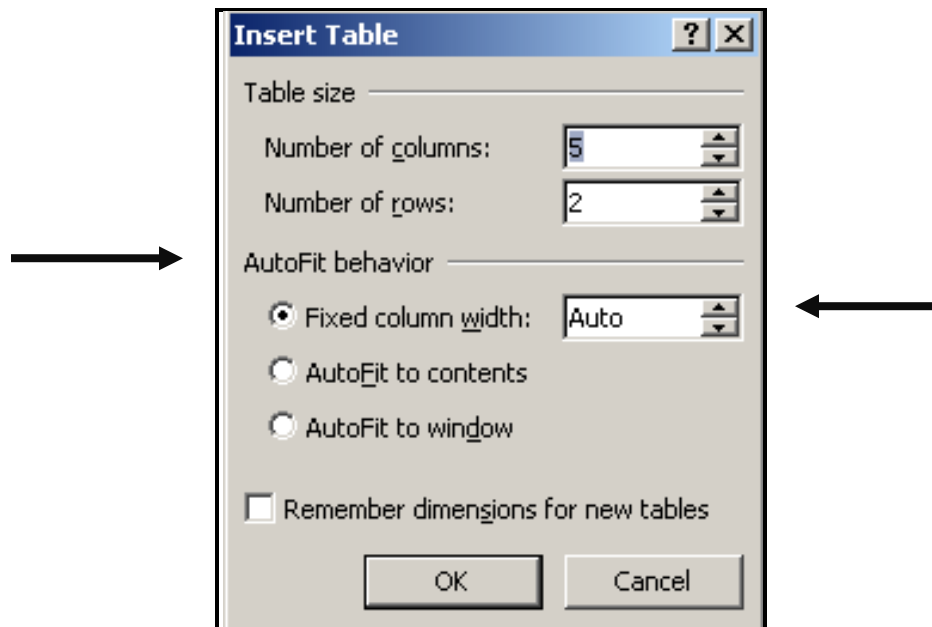 Insert Table
Table size
Number of columns: 5
Number of rows: 2
AutoFit behavior
Fixed column width: Auto
AutoFit to contents
AutoFit to window
Remember dimensions for new tables
OK Cancel